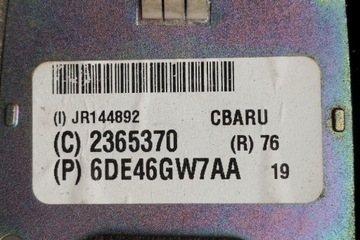 (I) JR144892 CBARU
(C) 2365370 (R) 76
(P) 6DE46GW7AA 19